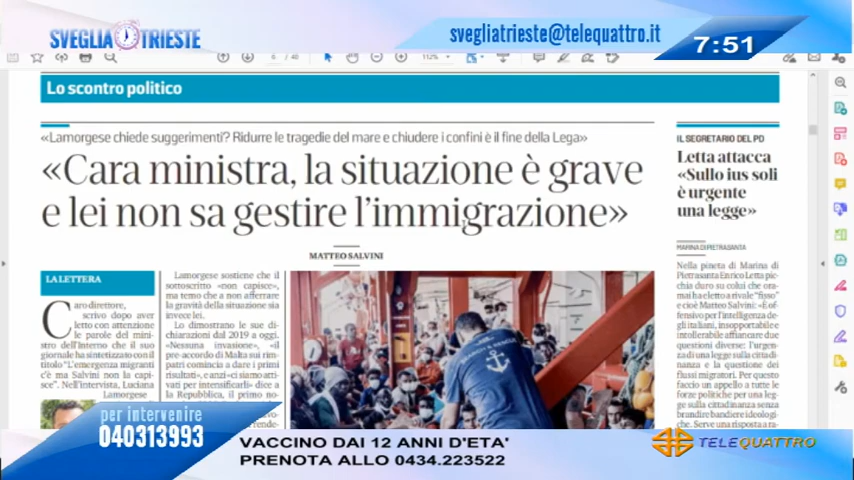 SVEGLIA TRIESTE
svegliatrieste@telequattro.it
7:51
6 / 40
112%
Lo scontro politico
«Lamorgese chiede suggerimenti? Ridurre le tragedie del mare e chiudere i confini è il fine della Lega»
«Cara ministra, la situazione è grave
e lei non sa gestire l'immigrazione»
MATTEO SALVINI
LA LETTERA
Caro direttore,
scrivo dopo aver
letto con attenzione
le parole del mini
stro dell'Interno che il suo
giornale ha sintetizzato con il
titolo "L'emergenza migranti
c'è ma Salvini non la capi-
sce". Nell'intervista, Luciana
Lamorgese
Lamorgese sostiene che il
sottoscritto «non capisce»,
ma temo che a non afferrare
la gravità della situazione sia
invece lei.
Lo dimostrano le sue di-
chiarazioni dal 2019 a oggi.
«Nessuna invasione», «il
pre-accordo di Malta sui rim-
patri comincia a dare i primi
risultati», e anzi «ci siamo atti-
vati per intensificarli» dice a
la Repubblica, il primo no-
IL SEGRETARIO DEL PD
Letta attacca
«Sullo ius soli
è urgente
una legge»
MARINA DI PIETRASANTA
Nella pineta di Marina di
Pietrasanta Enrico Letta pic-
chia duro su colui che ora-
mai ha eletto a rivale "fisso"
e cioè Matteo Salvini: «È of-
fensivo per l'intelligenza de-
gli italiani, insopportabile e
intollerabile affiancare due
questioni diverse: l'urgen-
za di una legge sulla cittadi-
nanza e la questione dei
flussi migratori. Per questo
faccio un appello a tutte le
forze politiche per una leg-
ge sulla cittadinanza senza
brandire bandiere ideologi-
che. Serve una risposta a ra-
per intervenire
040313993
VACCINO DAI 12 ANNI D'ETA'
PRENOTA ALLO 0434.223522
TELEQUATTRO